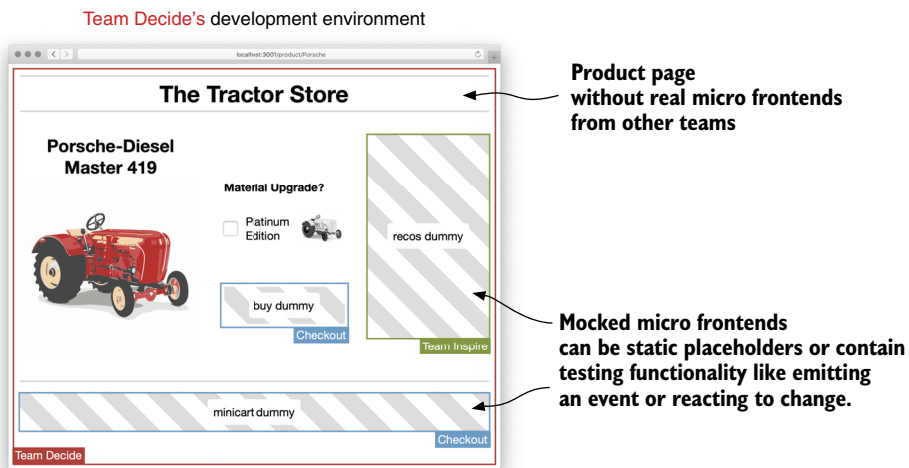 Team Decide's development environment
localhost:3001/product/Porsche
The Tractor Store
Product page
without real micro frontends
from other teams
Porsche-Diesel
Master 419
Material Upgrade?
Patinum
Edition
recos dummy
buy dummy
Checkout
Team Inspire
Mocked micro frontends
can be static placeholders or contain
testing functionality like emitting
an event or reacting to change.
minicart dummy
Checkout
Team Decide